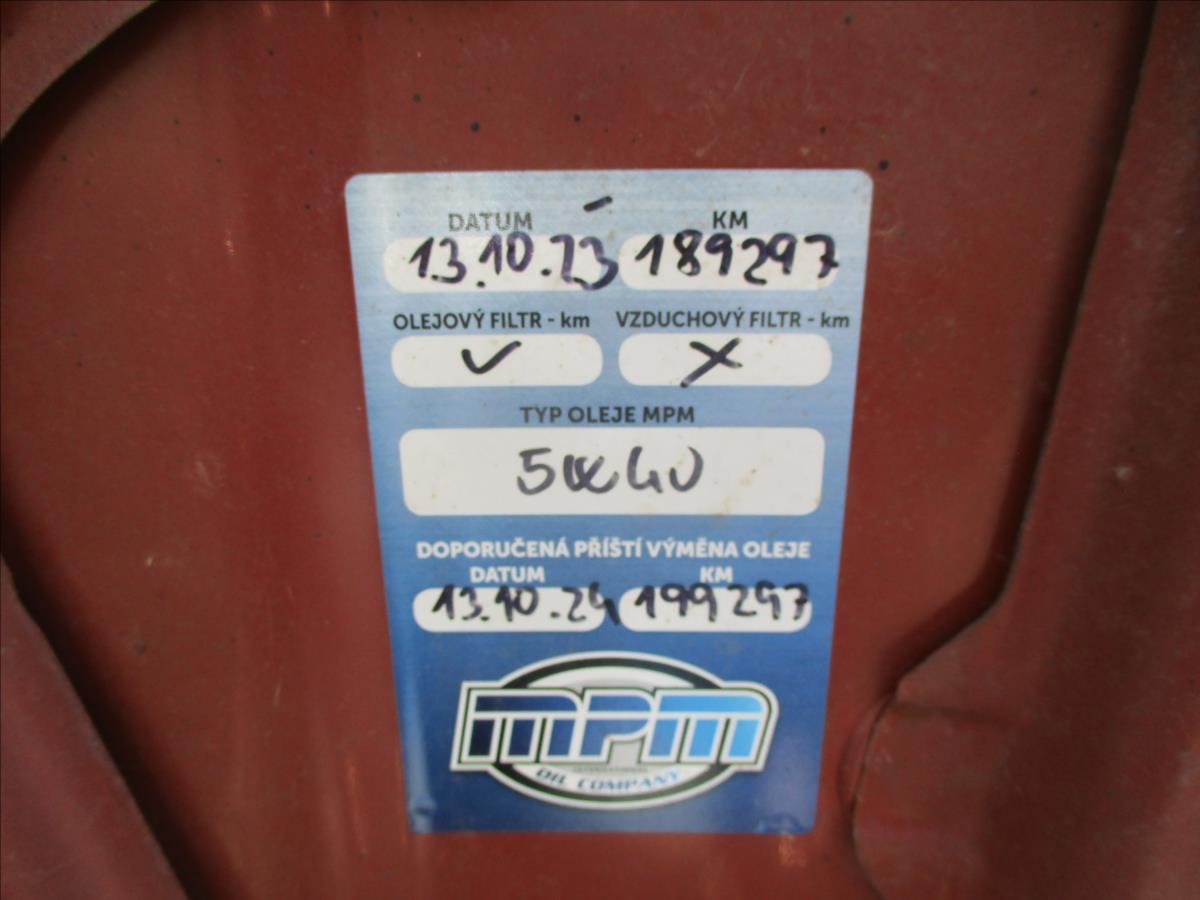 DATUM KM
13.10.23 189297
OLEJOVÝ FILTR - km VZDUCHOVÝ FILTR - km
✓ X
TYP OLEJE MPM
5W40
DOPORUČENÁ PŘÍŠTÍ VÝMĚNA OLEJE
DATUM KM
13.10.24 199297
MPM
INTERNATIONAL
OIL COMPANY